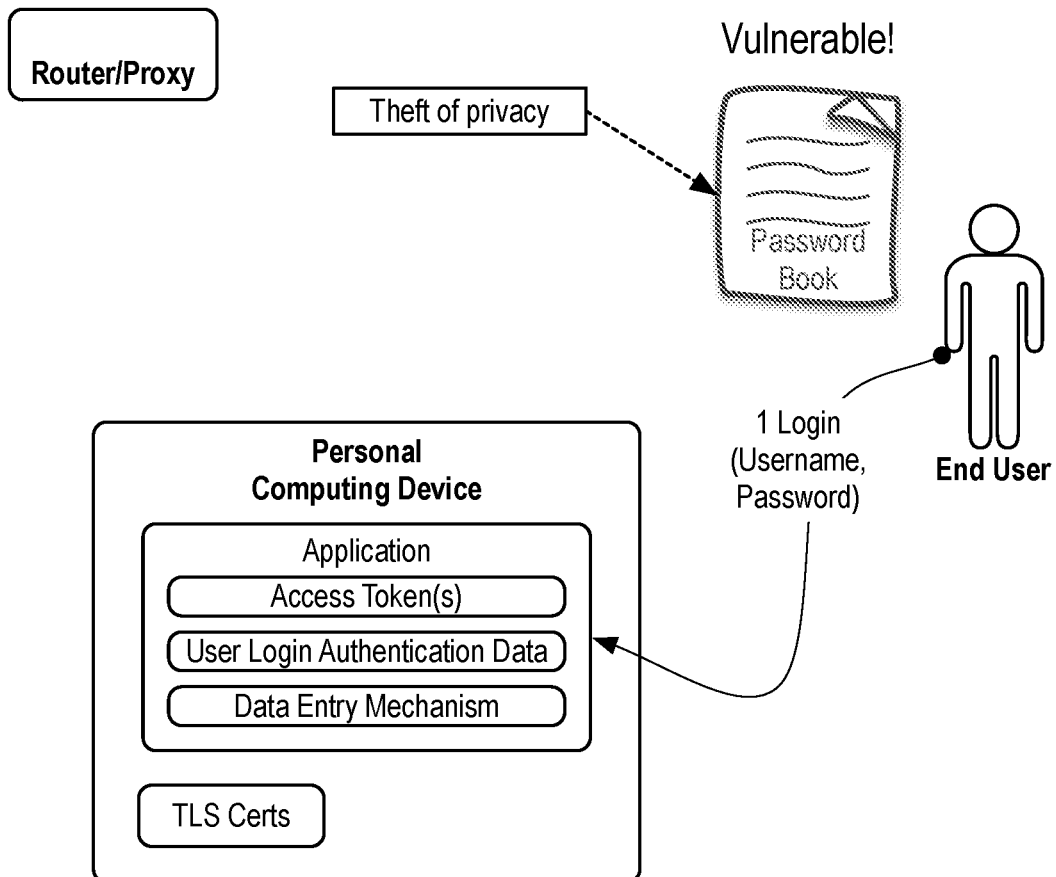 Router/Proxy
Vulnerable!
Theft of privacy
Password
Book
1 Login
(Username,
Password)
End User
Personal
Computing Device
Application
Access Token(s)
User Login Authentication Data
Data Entry Mechanism
TLS Certs